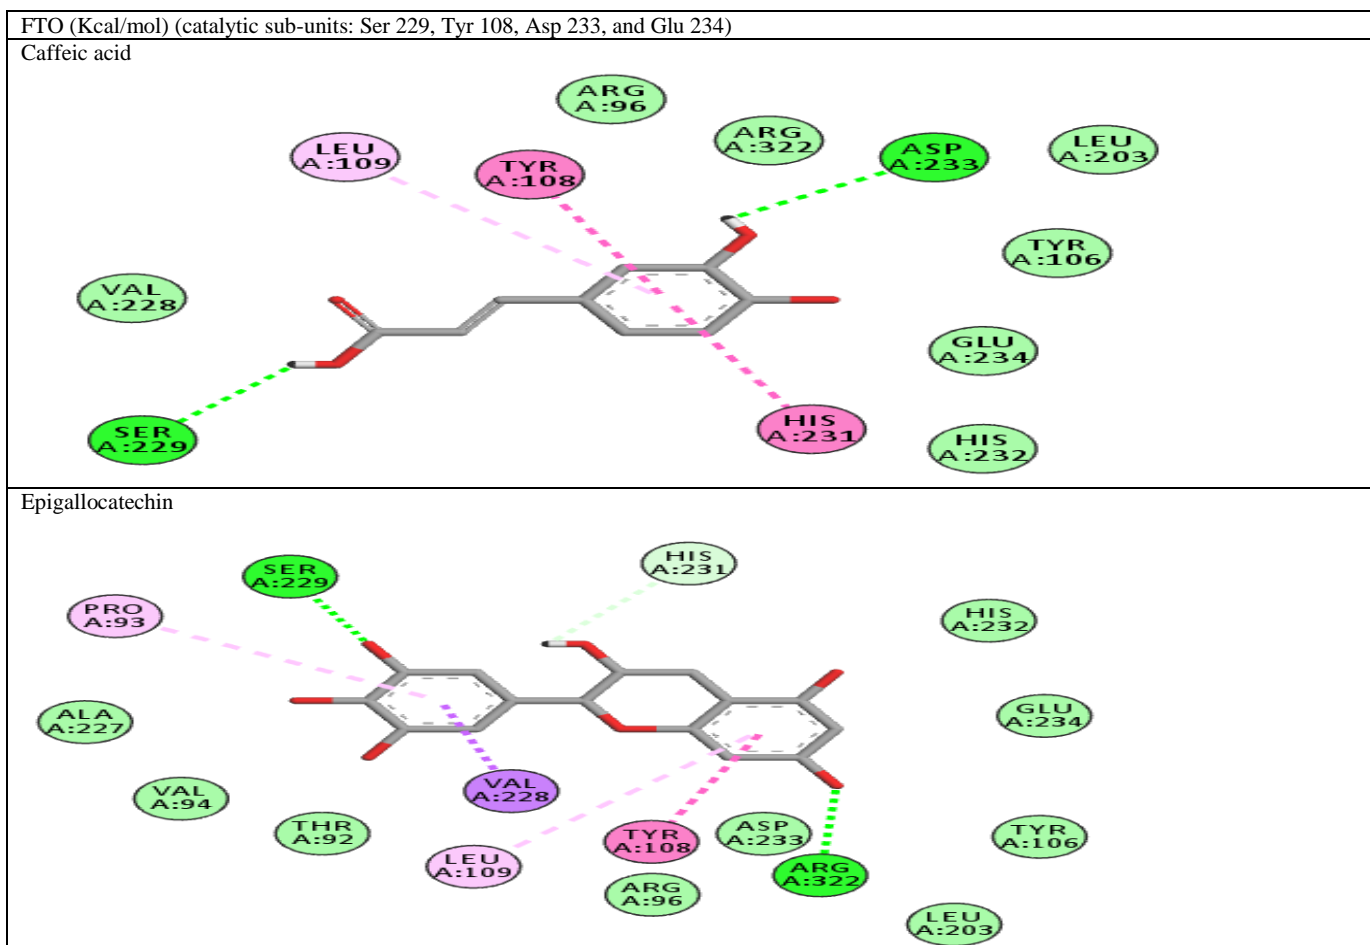 FTO (Kcal/mol) (catalytic sub-units: Ser 229, Tyr 108, Asp 233, and Glu 234)
Caffeic acid
ARG
A:96
ARG
A:322
LEU
A:109
TYR
A:108
ASP
A:233
LEU
A:203
TYR
A:106
VAL
A:228
GLU
A:234
SER
A:229
HIS
A:231
HIS
A:232
Epigallocatechin
SER
A:229
HIS
A:231
PRO
A:93
HIS
A:232
ALA
A:227
GLU
A:234
VAL
A:94
VAL
A:228
THR
A:92
LEU
A:109
TYR
A:108
ASP
A:233
TYR
A:106
ARG
A:96
ARG
A:322
LEU
A:203